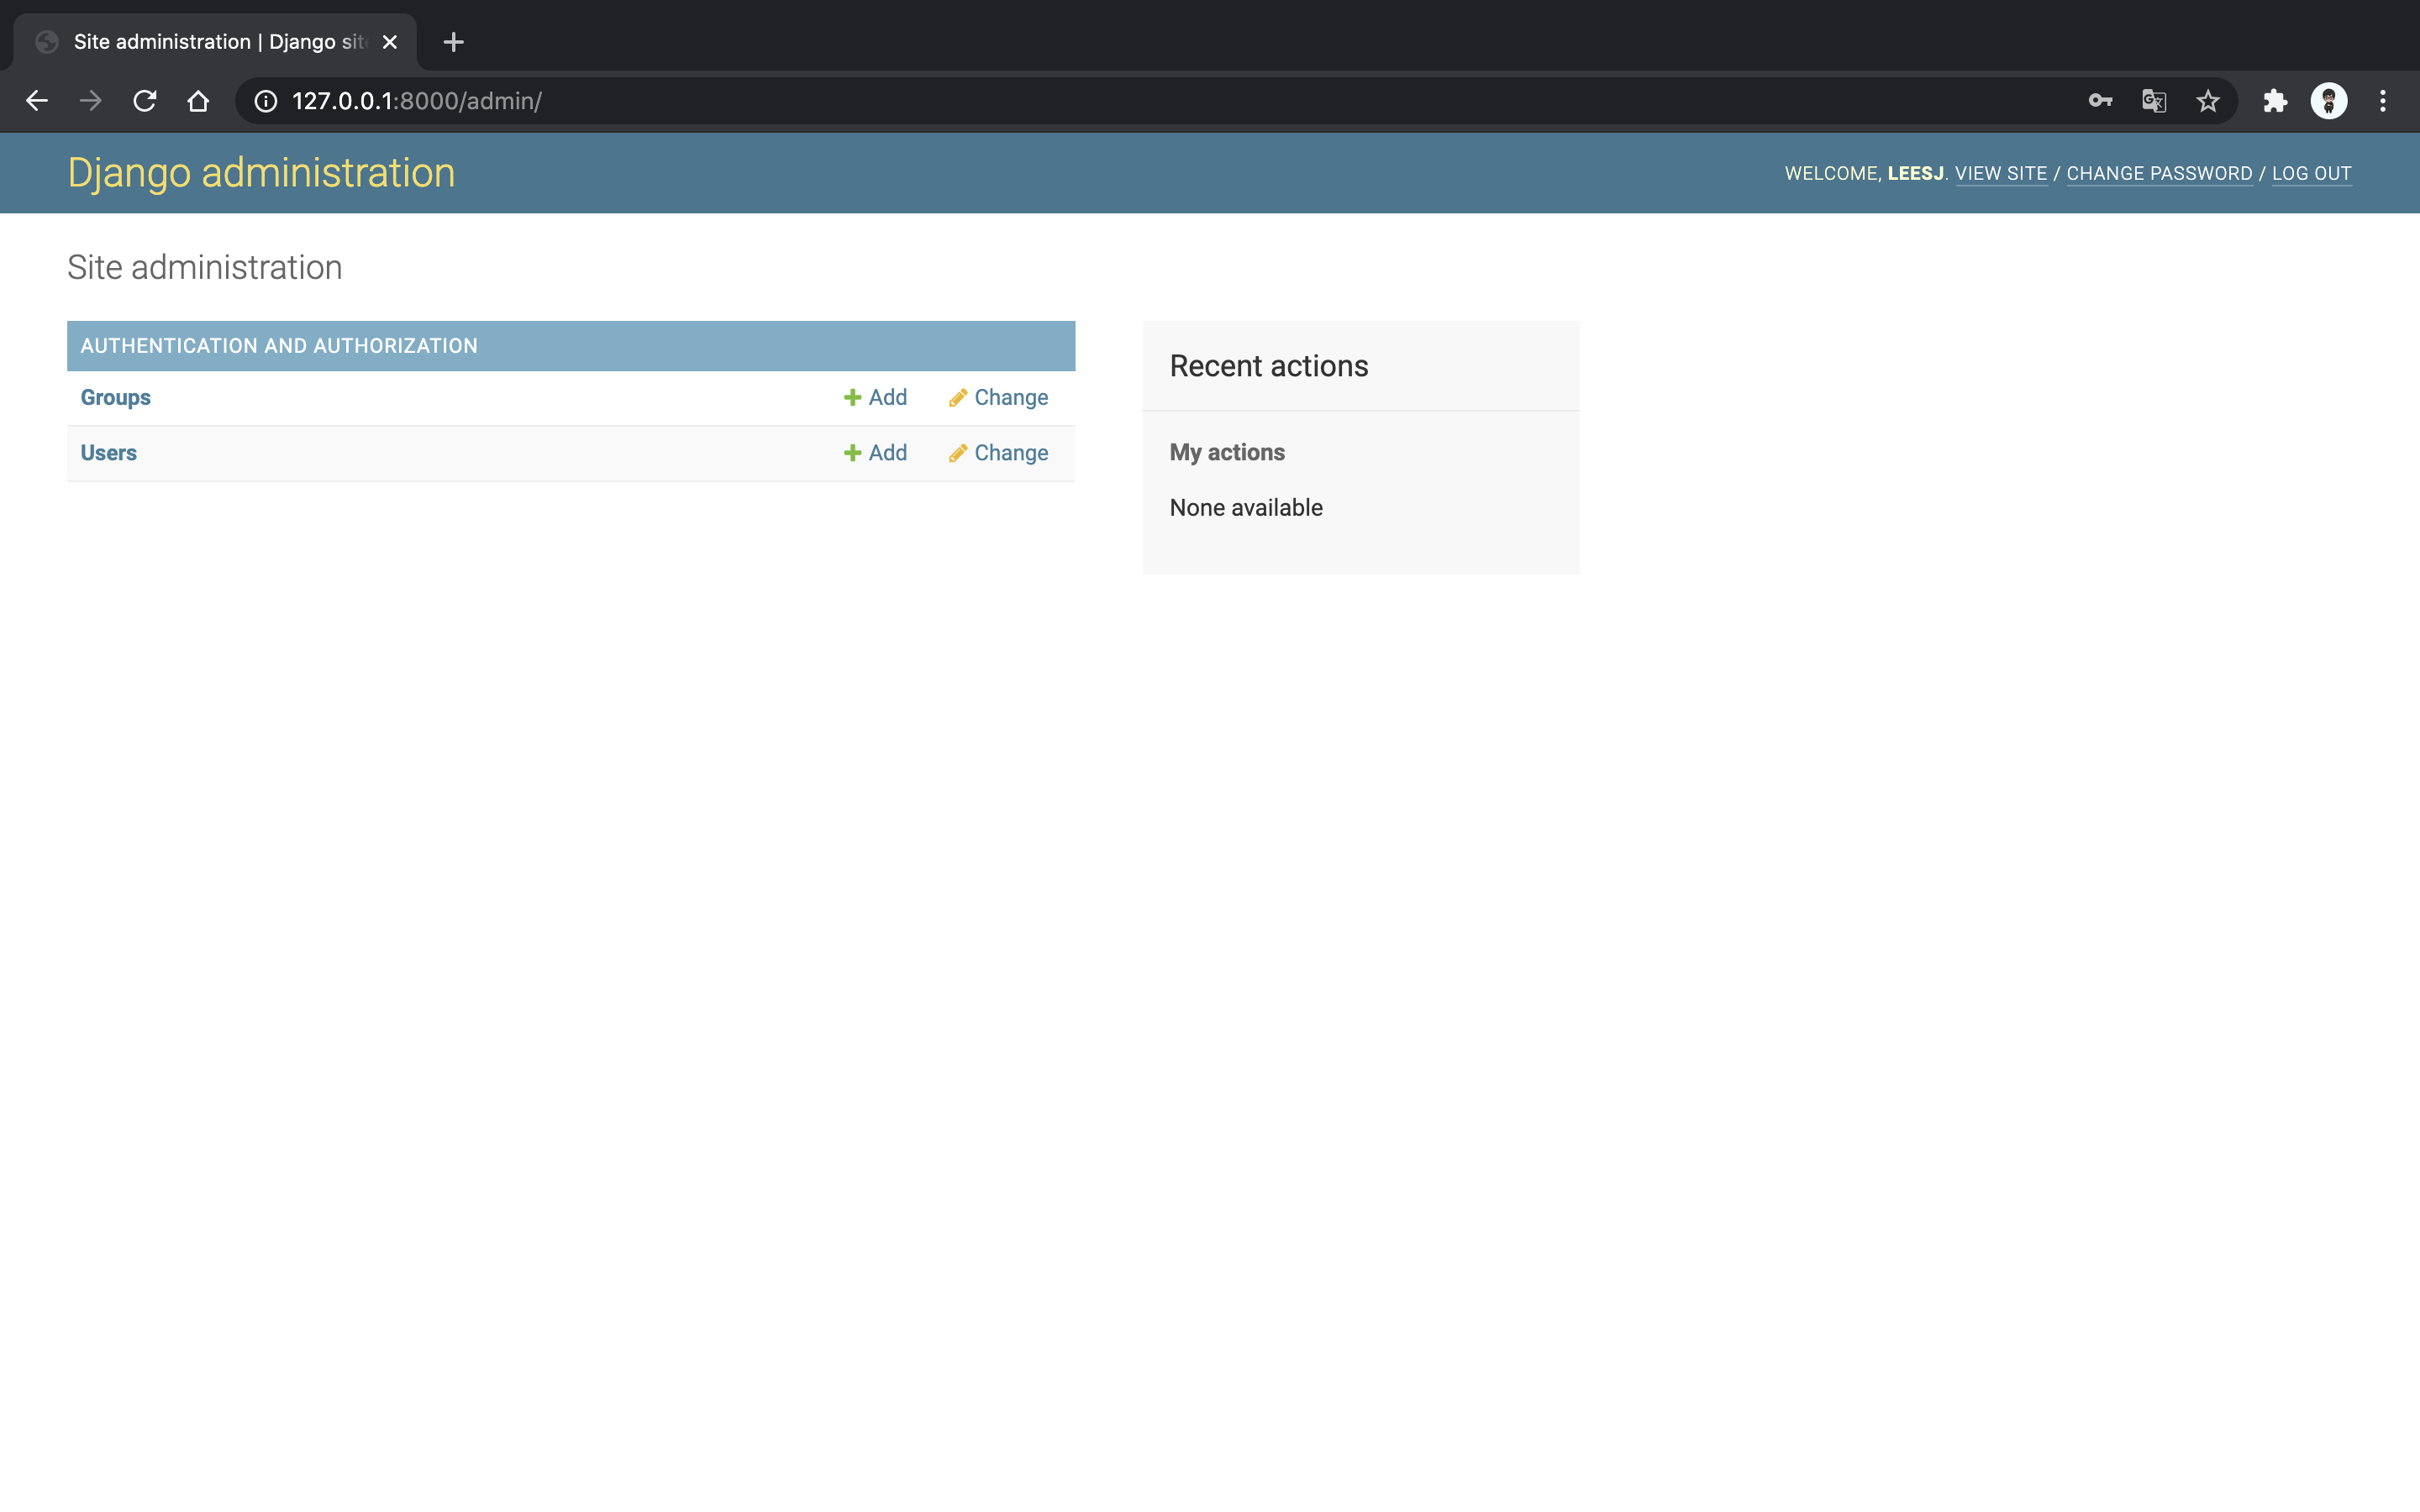 Site administration | Django sit
127.0.0.1:8000/admin/
Django administration
WELCOME, LEESJ. VIEW SITE / CHANGE PASSWORD / LOG OUT
Site administration
AUTHENTICATION AND AUTHORIZATION
Groups Add Change
Users Add Change
Recent actions
My actions
None available